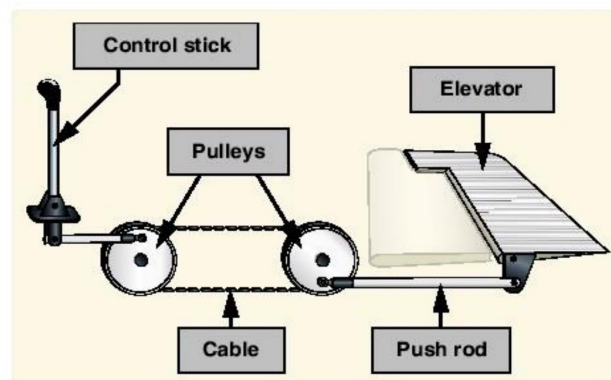 Control stick
Elevator
Pulleys
Cable
Push rod